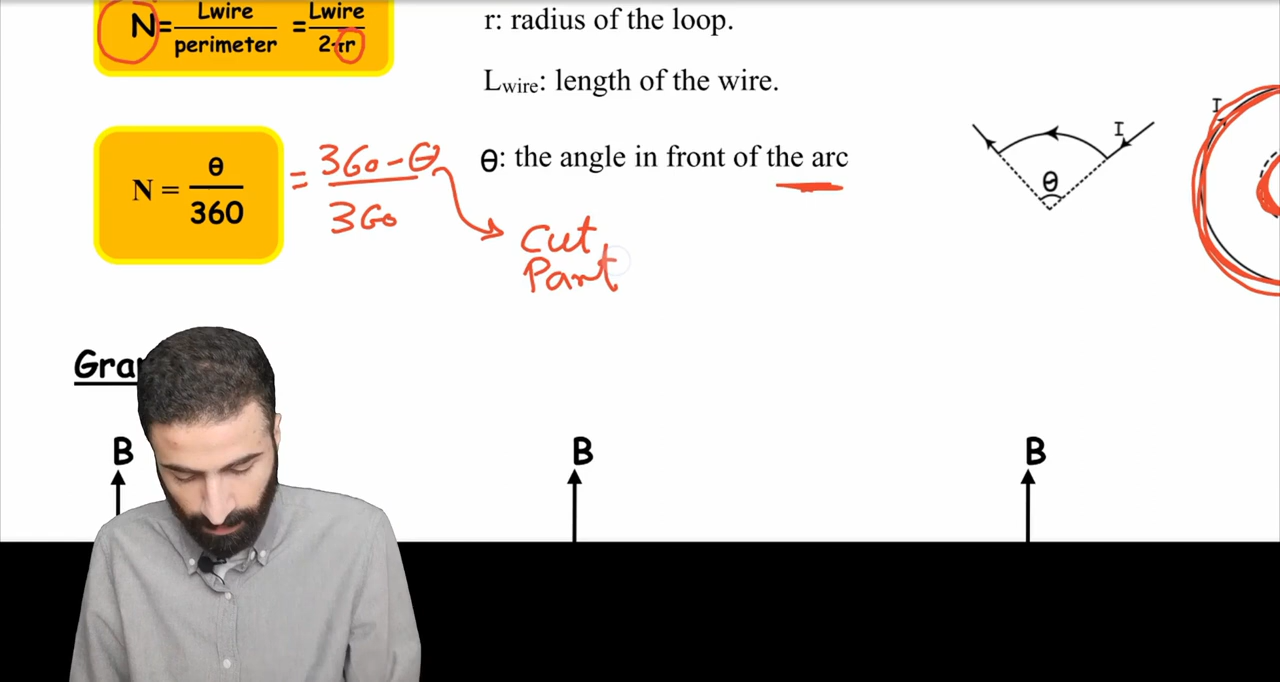 N = Lwire / perimeter = Lwire / 2πr
r: radius of the loop.
Lwire: length of the wire.
N = θ / 360 = 360-θ / 360
θ: the angle in front of the arc
Cut
Part
I
θ
I
Gra
B
B
B